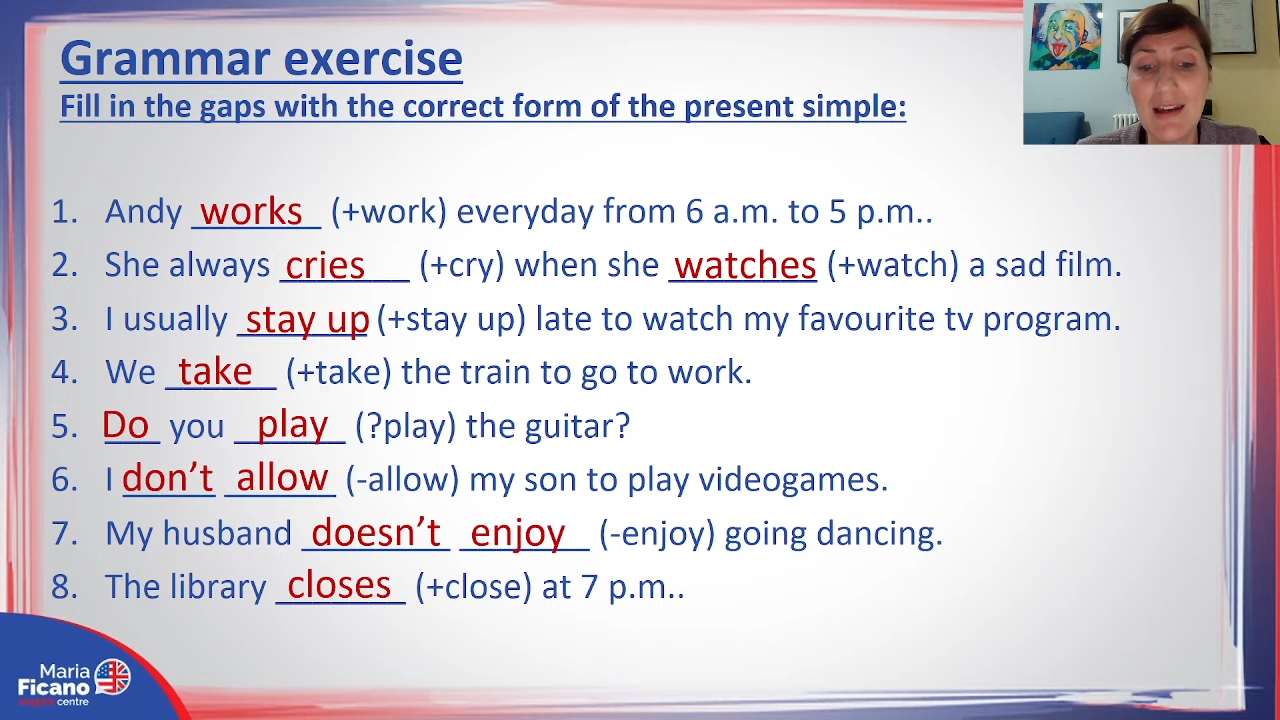 Grammar exercise
Fill in the gaps with the correct form of the present simple:
1. Andy works (+work) everyday from 6 a.m. to 5 p.m..
2. She always cries (+cry) when she watches (+watch) a sad film.
3. I usually stay up (+stay up) late to watch my favourite tv program.
4. We take (+take) the train to go to work.
5. Do you play (?play) the guitar?
6. I don't allow (-allow) my son to play videogames.
7. My husband doesn't enjoy (-enjoy) going dancing.
8. The library closes (+close) at 7 p.m..
Maria
Ficano
english centre